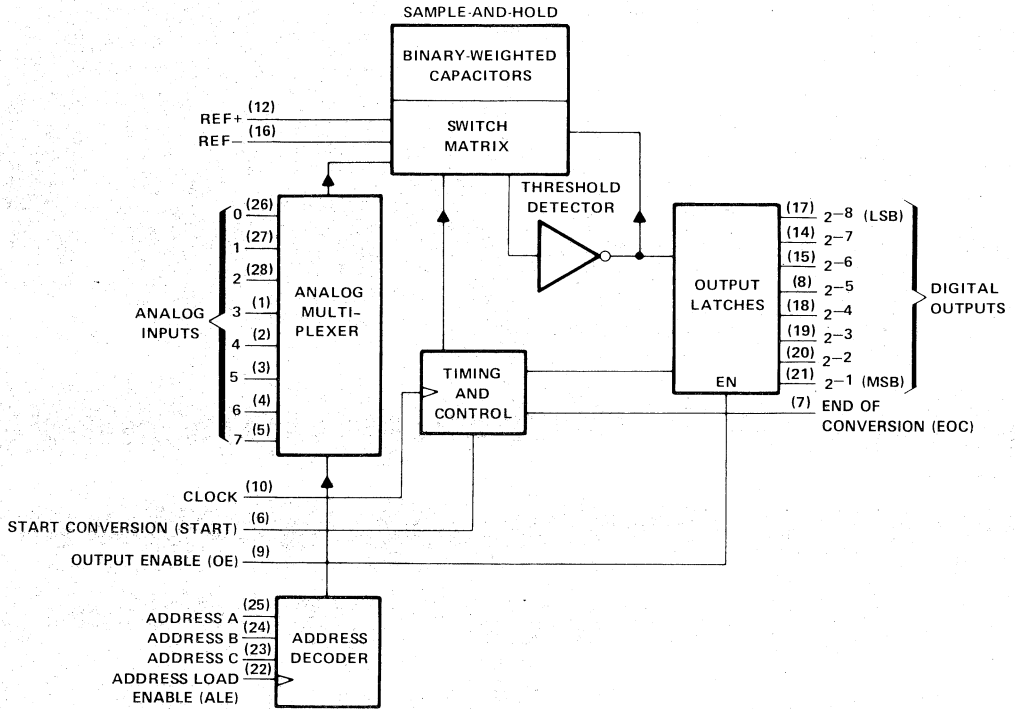 SAMPLE-AND-HOLD
BINARY-WEIGHTED
CAPACITORS
SWITCH
MATRIX
REF+ (12)
REF– (16)
THRESHOLD
DETECTOR
ANALOG
INPUTS
0 (26)
1 (27)
2 (28)
3 (1)
4 (2)
5 (3)
6 (4)
7 (5)
ANALOG
MULTI-
PLEXER
TIMING
AND
CONTROL
OUTPUT
LATCHES
EN
(17) 2–8 (LSB)
(14) 2–7
(15) 2–6
(8) 2–5
(18) 2–4
(19) 2–3
(20) 2–2
(21) 2–1 (MSB)
DIGITAL
OUTPUTS
(7) END OF
CONVERSION (EOC)
CLOCK (10)
START CONVERSION (START) (6)
OUTPUT ENABLE (OE) (9)
ADDRESS A (25)
ADDRESS B (24)
ADDRESS C (23)
ADDRESS LOAD (22)
ENABLE (ALE)
ADDRESS
DECODER